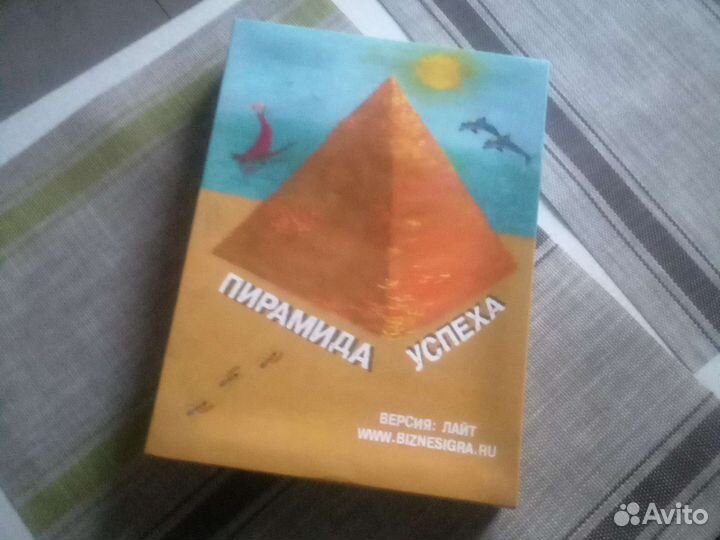 ПИРАМИДА УСПЕХА
ВЕРСИЯ: ЛАЙТ
WWW.BIZNESIGRA.RU
Avito